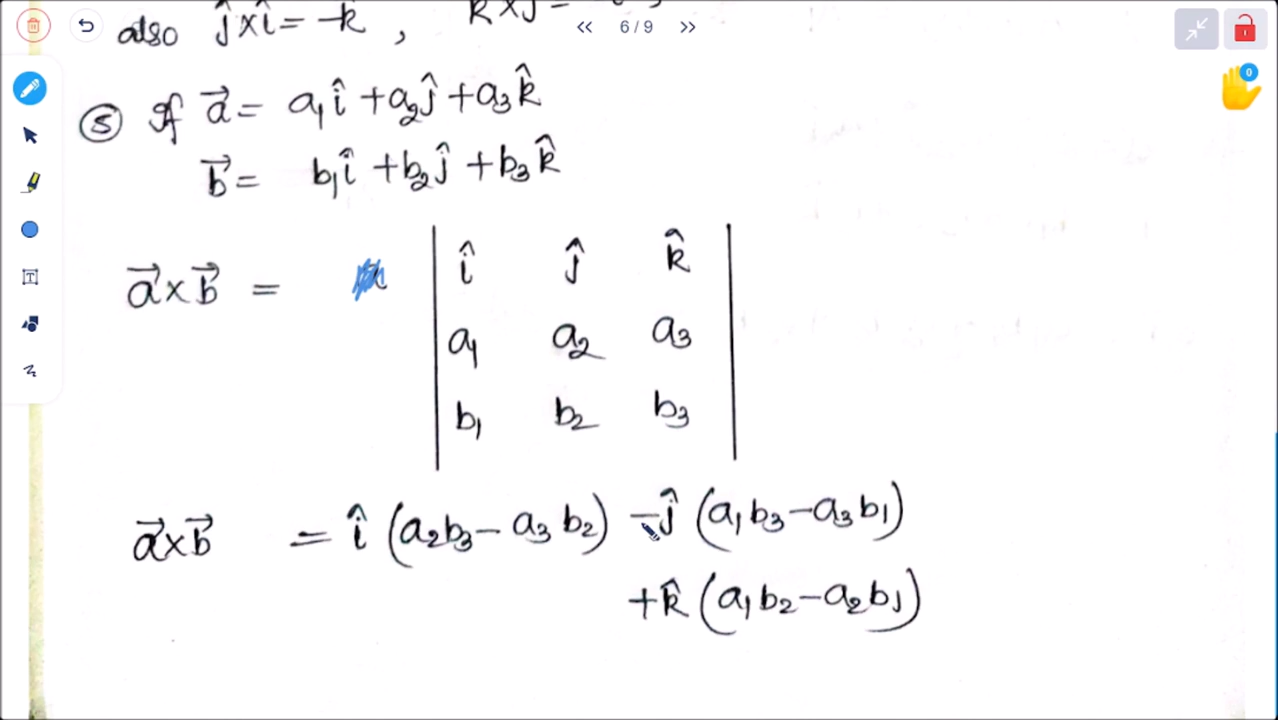 also ĵ×î = -k̂ , k̂×ĵ =
6/9
0
⑤ If a⃗ = a₁î + a₂ĵ + a₃k̂
b⃗ = b₁î + b₂ĵ + b₃k̂
a⃗×b⃗ = | î ĵ k̂ |
| a₁ a₂ a₃ |
| b₁ b₂ b₃ |
a⃗×b⃗ = î (a₂b₃ - a₃b₂) - ĵ (a₁b₃ - a₃b₁)
+ k̂ (a₁b₂ - a₂b₁)